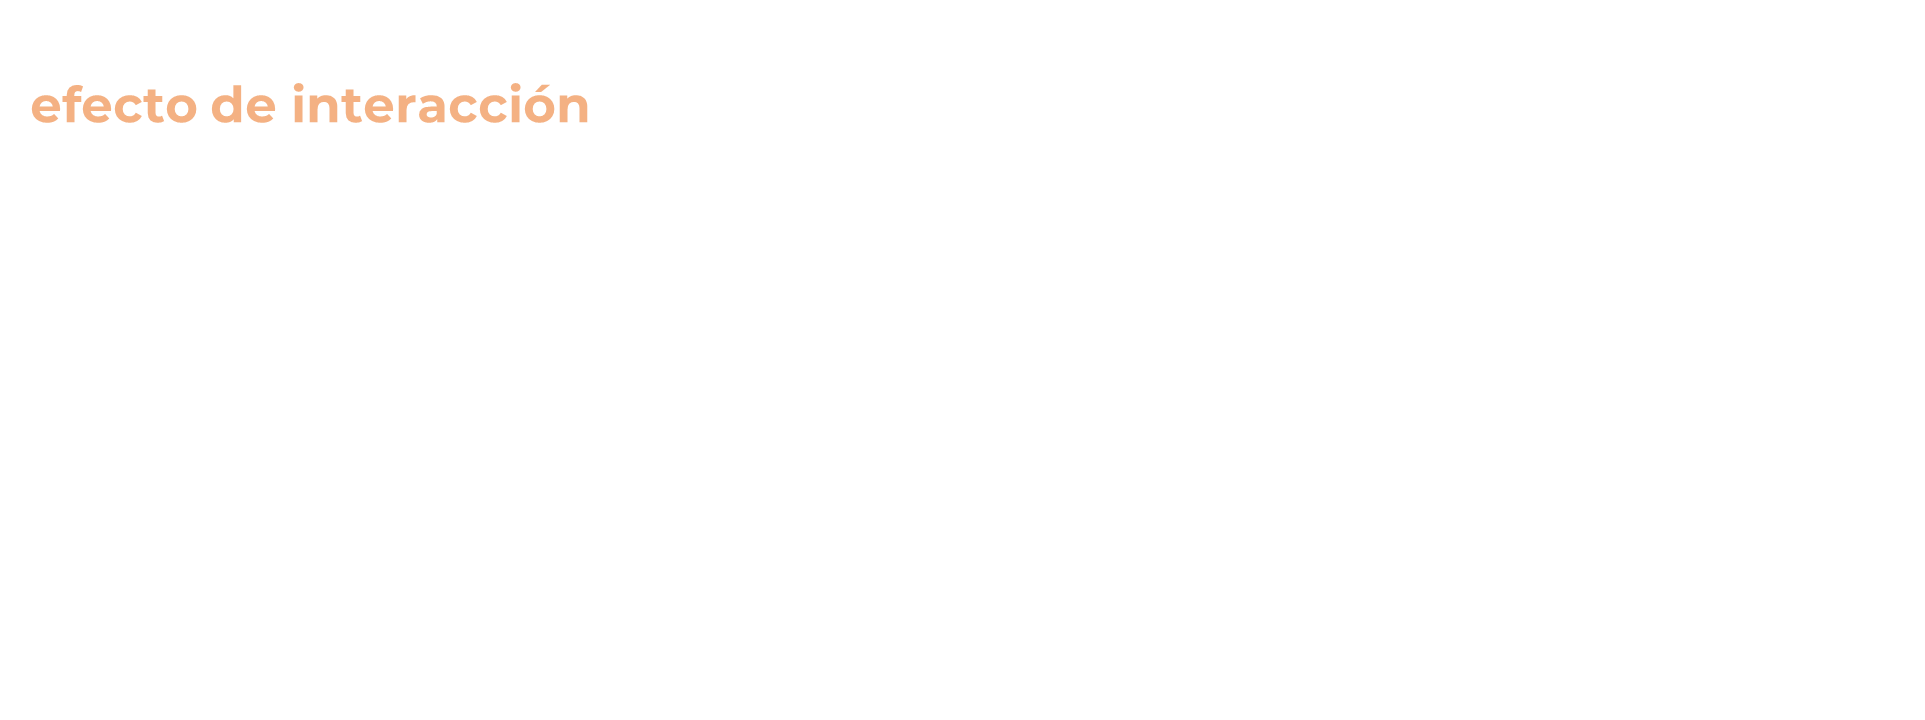 efecto de interacción